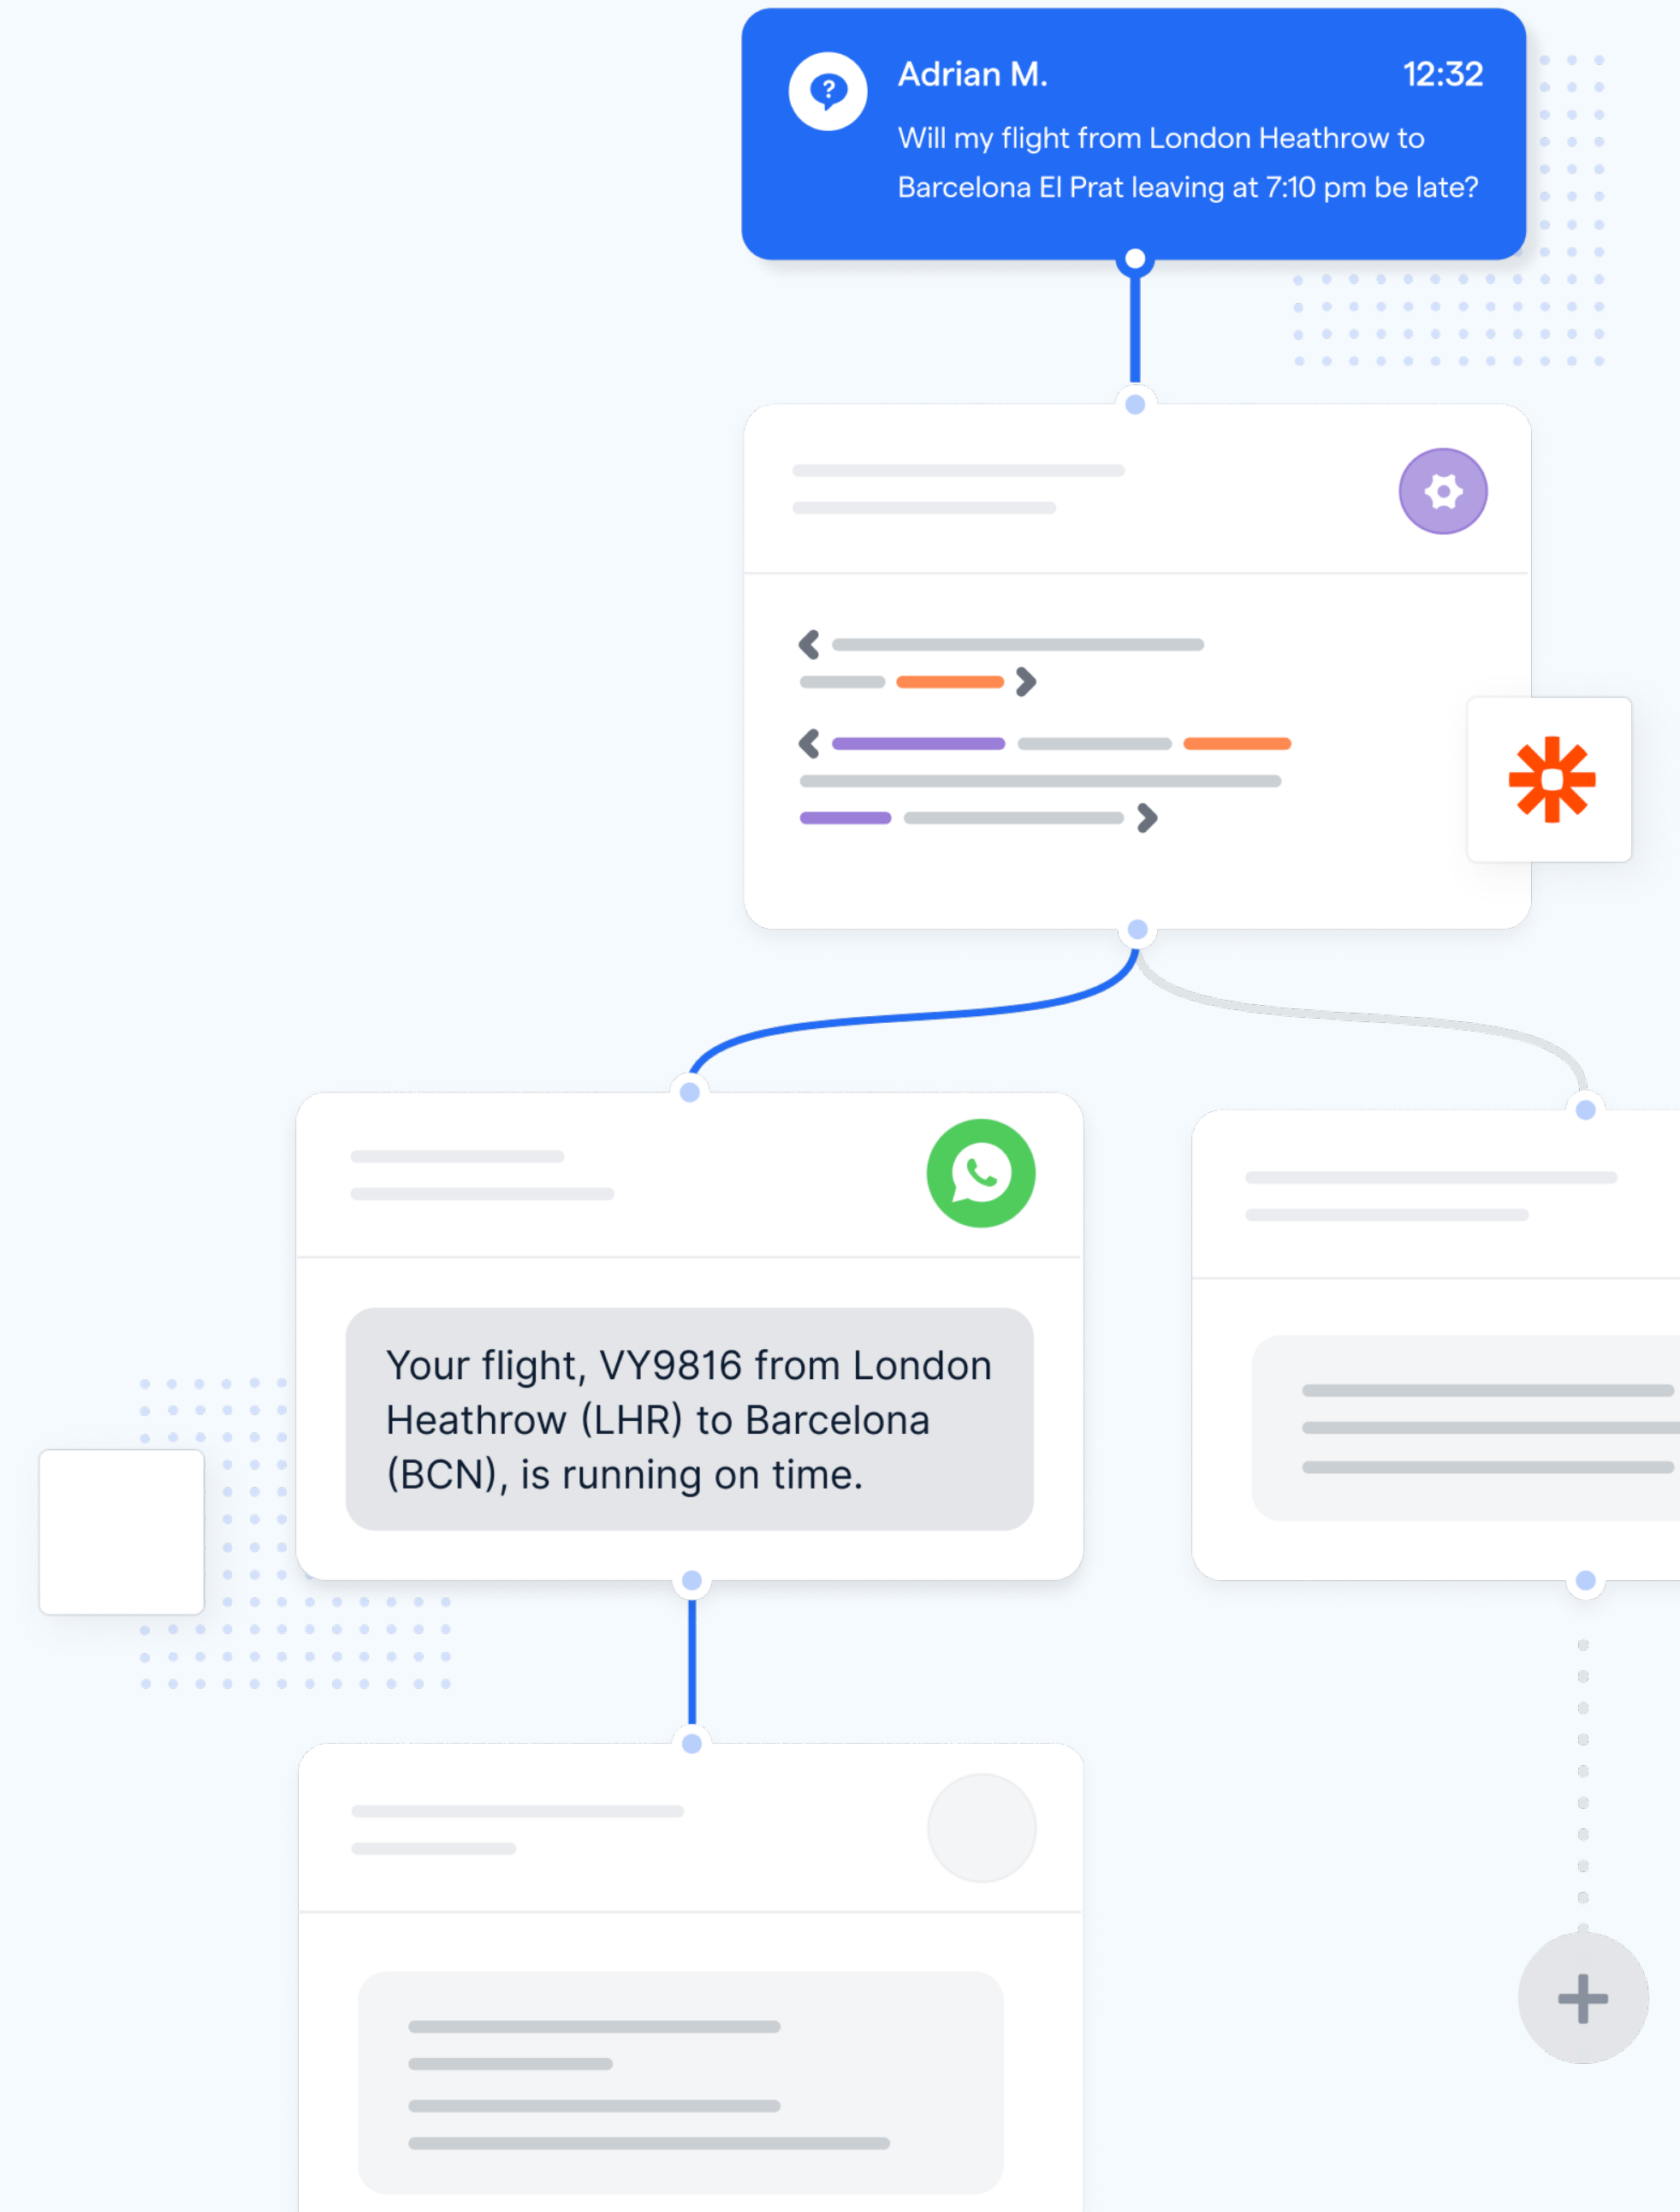 Adrian M.
12:32
Will my flight from London Heathrow to
Barcelona El Prat leaving at 7:10 pm be late?
Your flight, VY9816 from London
Heathrow (LHR) to Barcelona
(BCN), is running on time.